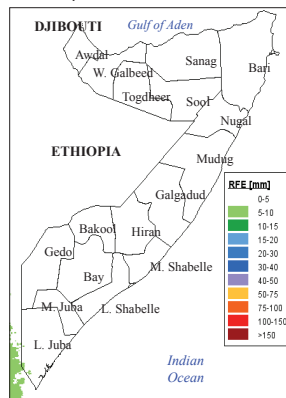 DJIBOUTI
Gulf of Aden
Awdal
Sanag
Bari
W. Galbeed
Togdheer
Sool
Nugal
ETHIOPIA
Mudug
Galgadud
RFE [mm]
0-5
5-10
10-15
15-20
20-30
30-40
40-50
50-75
75-100
100-150
>150
Bakool
Hiran
Gedo
Bay
M. Shabelle
M. Juba
L. Shabelle
L. Juba
Indian
Ocean